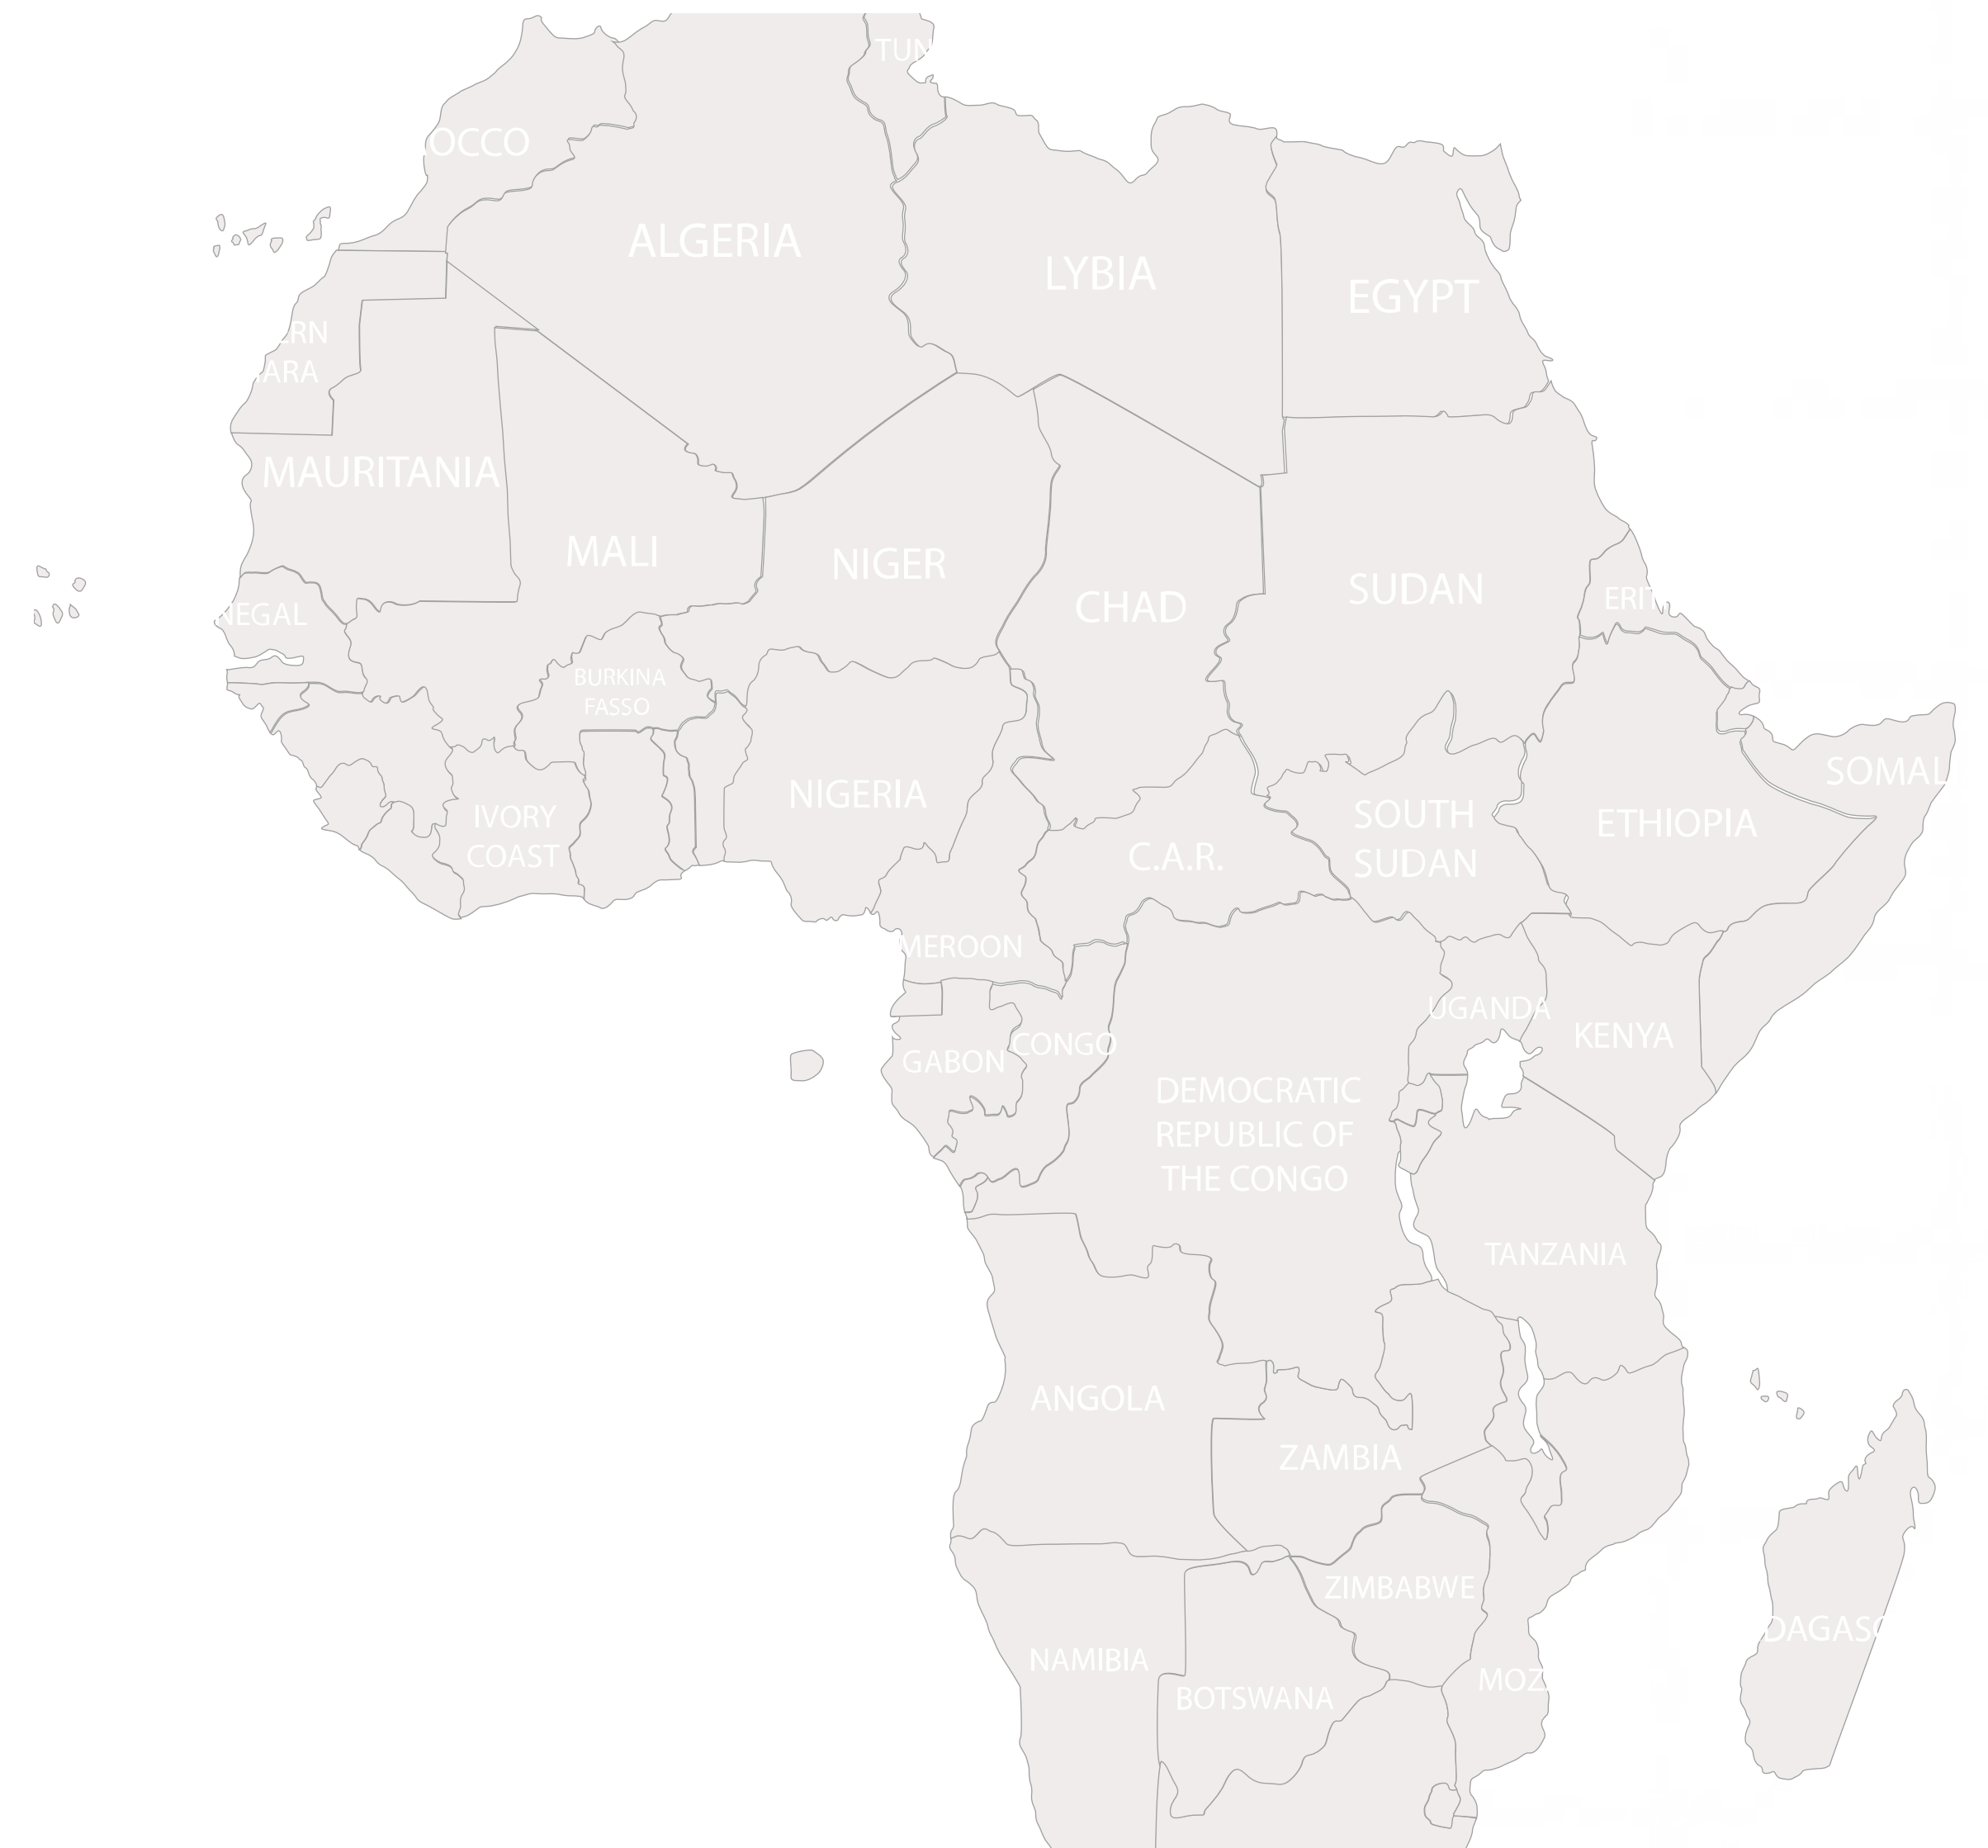 TUN
OCCO
ALGERIA
LYBIA
EGYPT
ERN
ARA
MAURITANIA
MALI
NIGER
CHAD
SUDAN
ERIT
NEGAL
BURKINA
FASSO
NIGERIA
SOMAL
IVORY
COAST
SOUTH
SUDAN
ETHIOPIA
C.A.R.
MEROON
UGANDA
KENYA
GABON
CONGO
DEMOCRATIC
REPUBLIC OF
THE CONGO
TANZANIA
ANGOLA
ZAMBIA
ZIMBABWE
DAGASC
NAMIBIA
MOZ
BOTSWANA